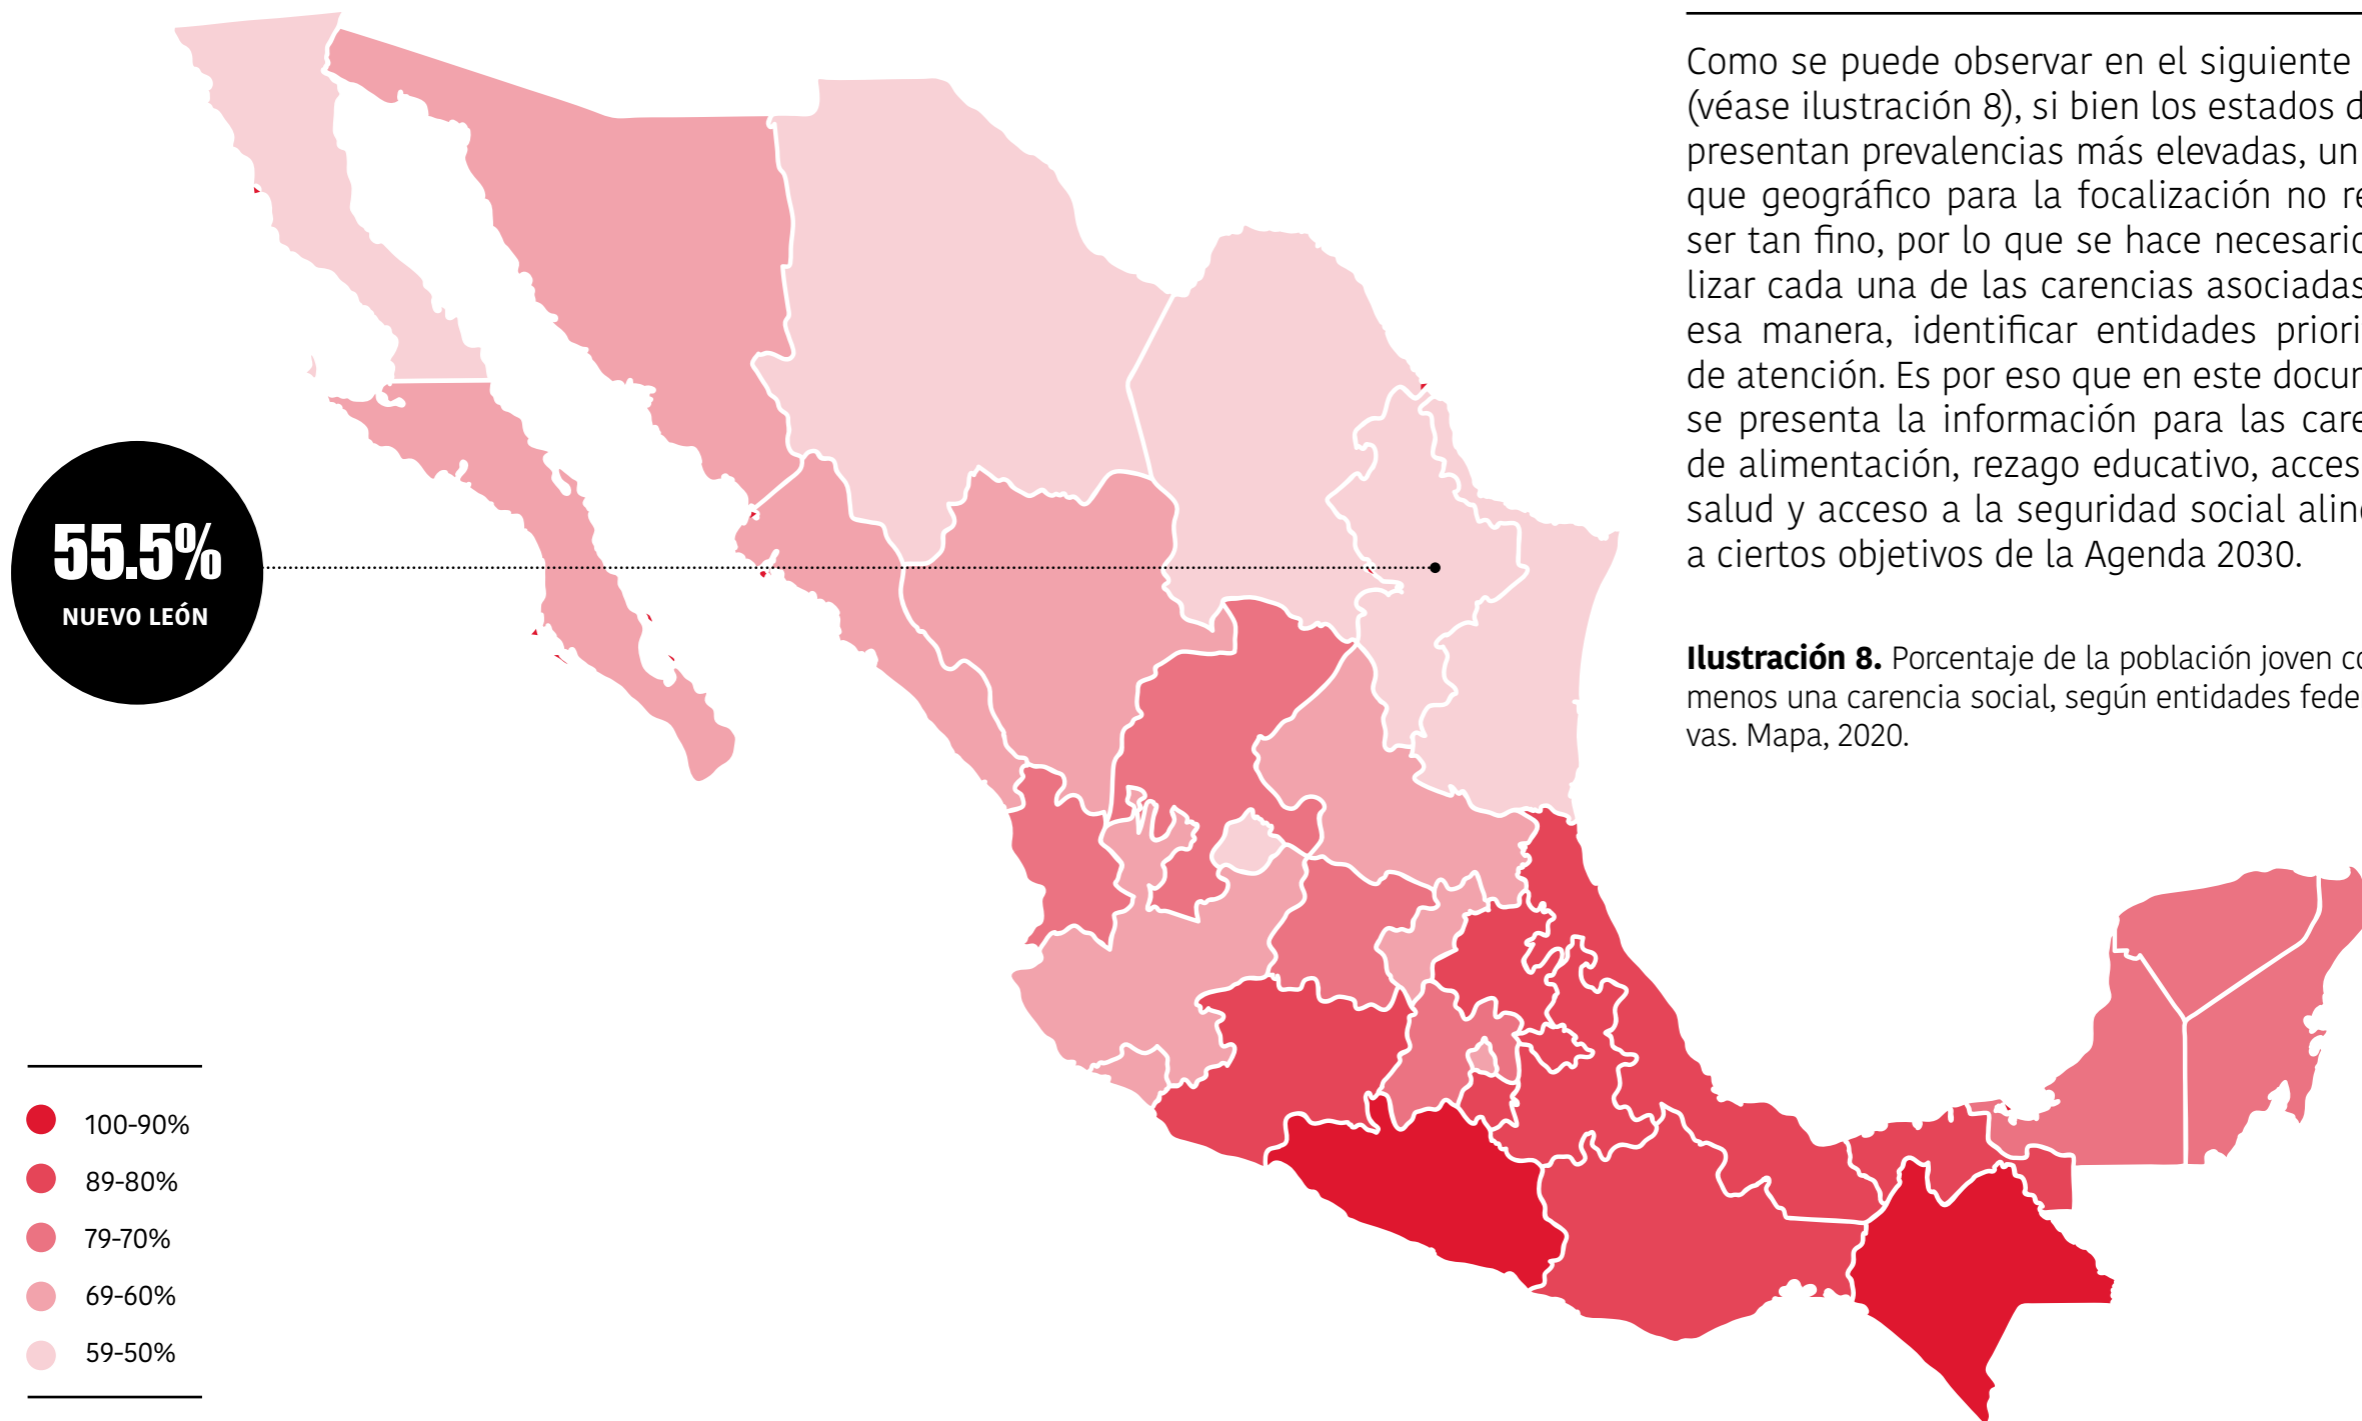 Como se puede observar en el siguiente
(véase ilustración 8), si bien los estados d
presentan prevalencias más elevadas, un
que geográfico para la focalización no re
ser tan fino, por lo que se hace necesario
lizar cada una de las carencias asociadas
esa manera, identificar entidades priori
de atención. Es por eso que en este docu
se presenta la información para las care
de alimentación, rezago educativo, acces
salud y acceso a la seguridad social aline
a ciertos objetivos de la Agenda 2030.
Ilustración 8. Porcentaje de la población joven co
menos una carencia social, según entidades fede
vas. Mapa, 2020.
55.5%
NUEVO LEÓN
100-90%
89-80%
79-70%
69-60%
59-50%